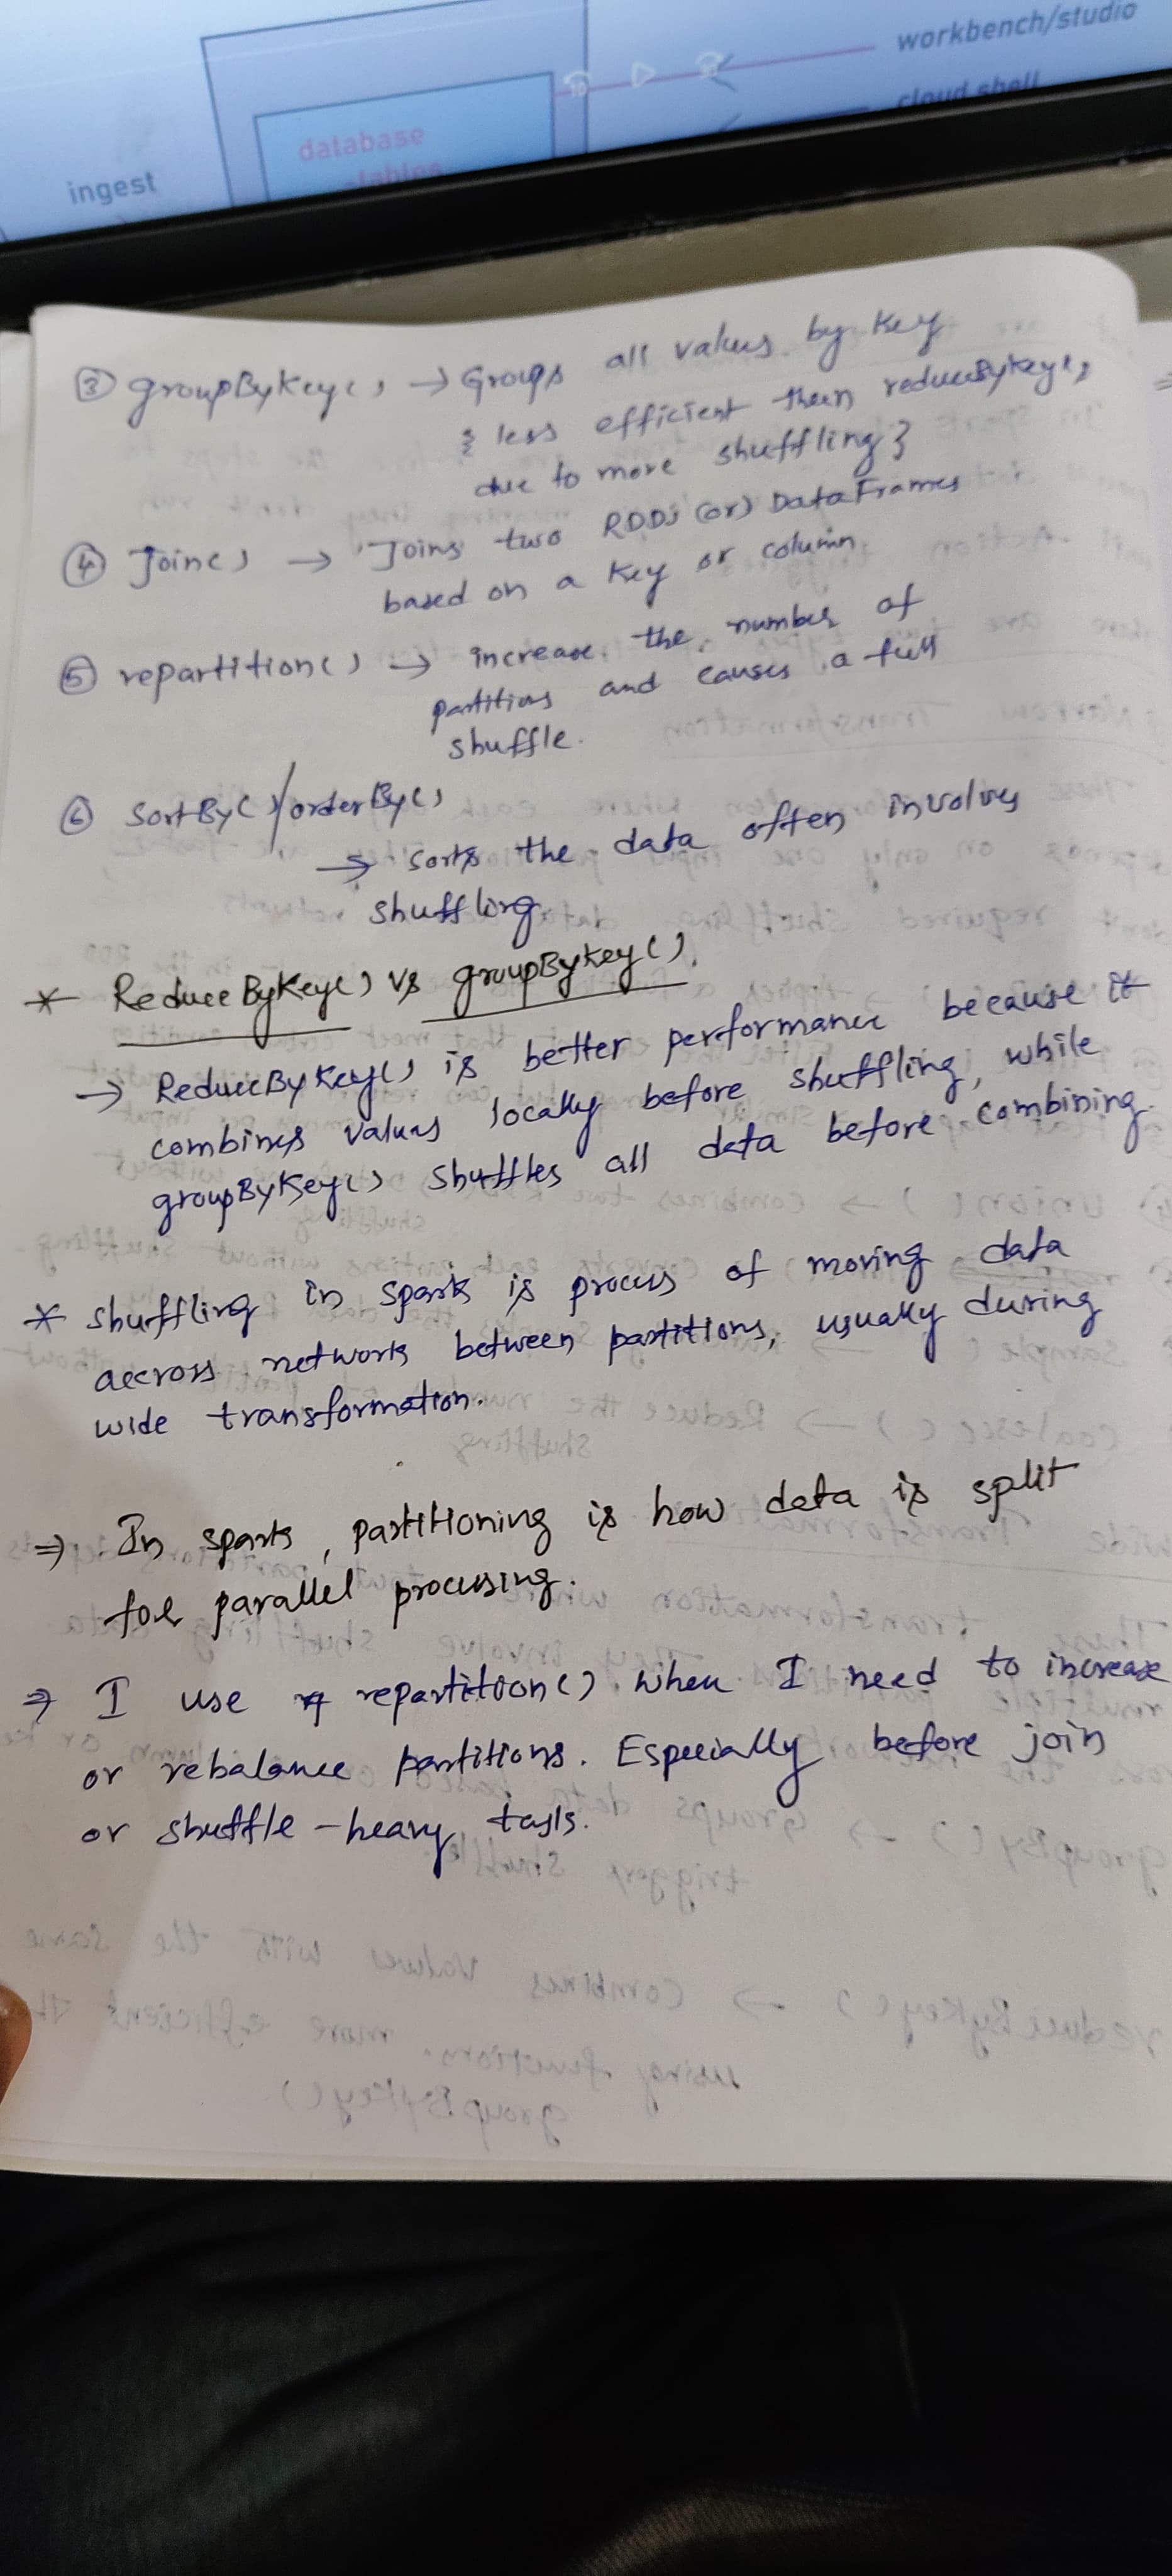 workbench/studio
cloud shell
database
tables
ingest
③ groupByKey() → Groups all values by key
{ less efficient than reduceByKey()
due to more shuffling }
④ Join() → Joins two RDDs (or) DataFrames
based on a key or column
⑤ repartition() → increase the number of
partitions and causes a full
shuffle.
⑥ SortBy()/orderBy()
→ sorts the data often involves
shuffling
* ReduceByKey() vs groupByKey().
→ ReduceByKey() is better performance because it
combines values locally before shuffling, while
groupByKey() shuffles all data before combining.
* shuffling in spark is process of moving data
accross network between partitions, usually during
wide transformation.
⇒ In spark, partitioning is how data is split
for parallel processing.
⇒ I use repartition() when I need to increase
or rebalance partitions. Especially before join
or shuffle-heavy tasks.